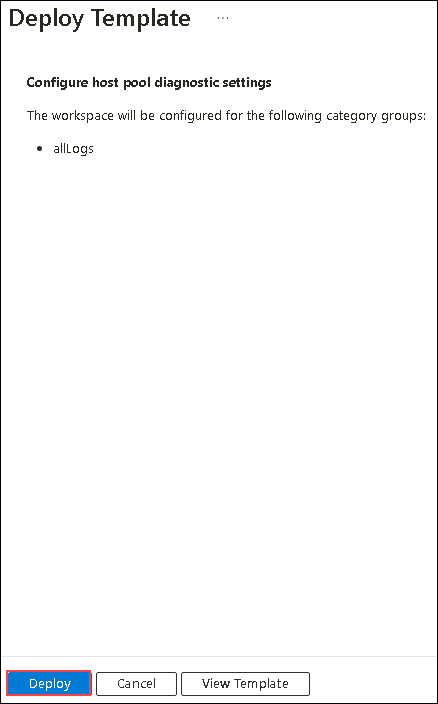 Deploy Template ...
Configure host pool diagnostic settings
The workspace will be configured for the following category groups:
• allLogs
Deploy Cancel View Template